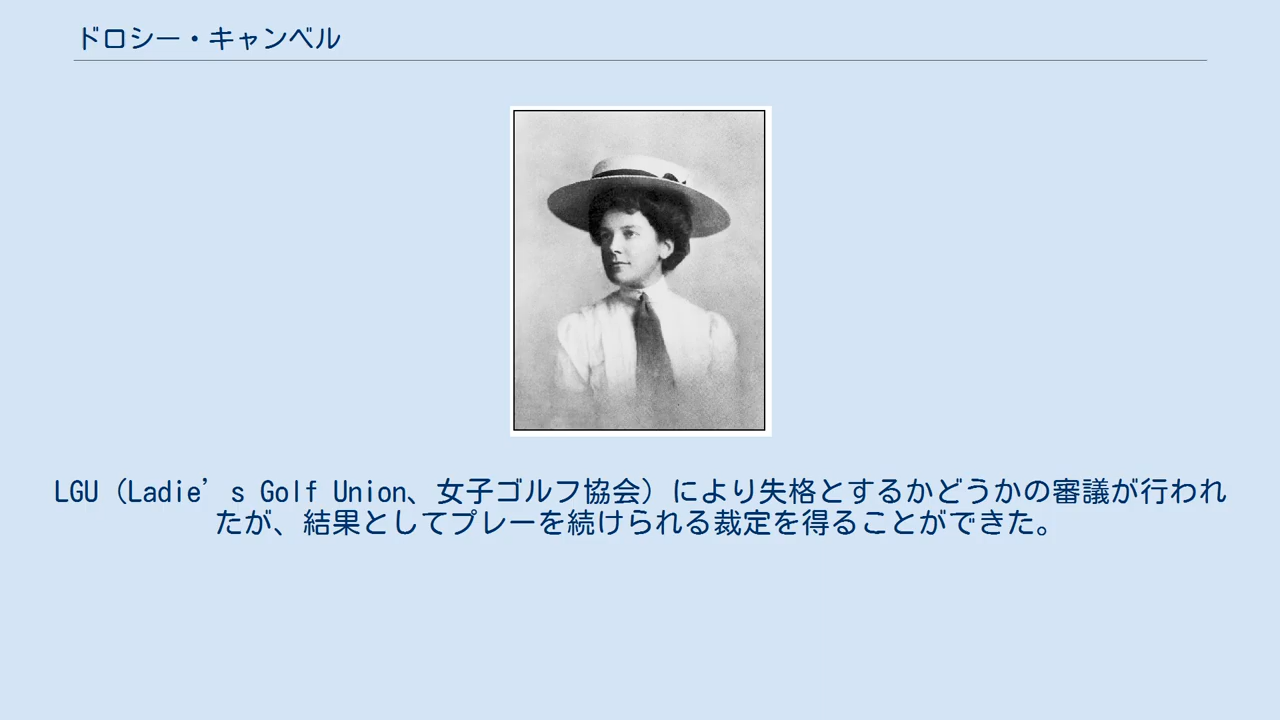 ドロシー・キャンベル
LGU（Ladie’s Golf Union、女子ゴルフ協会）により失格とするかどうかの審議が行われ
たが、結果としてプレーを続けられる裁定を得ることができた。